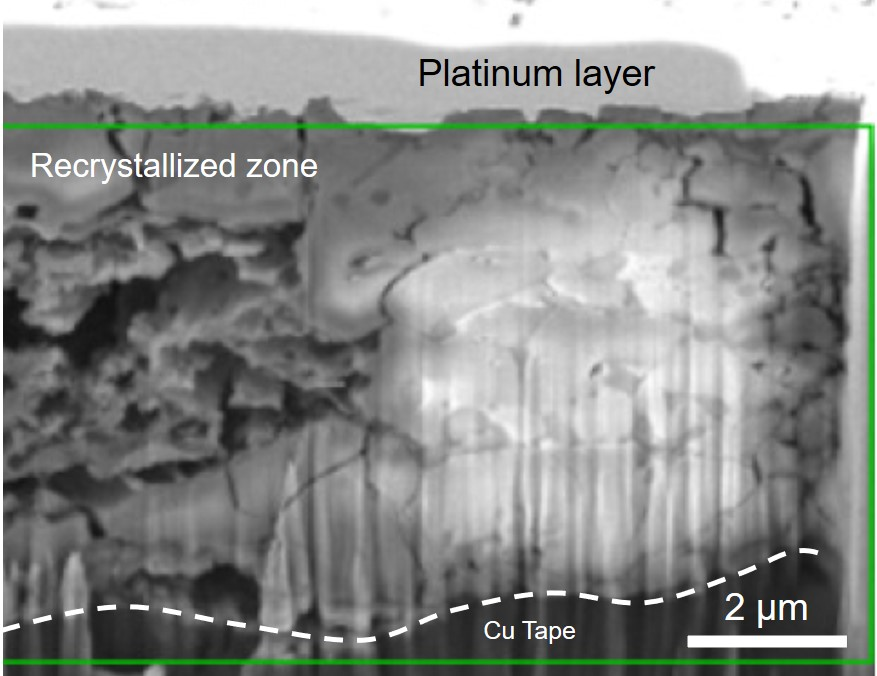 Platinum layer
Recrystallized zone
2 µm
Cu Tape